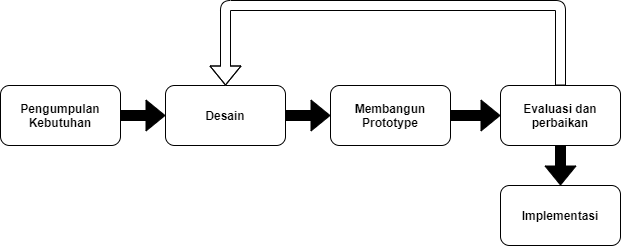 Pengumpulan
Kebutuhan
Desain
Membangun
Prototype
Evaluasi dan
perbaikan
Implementasi